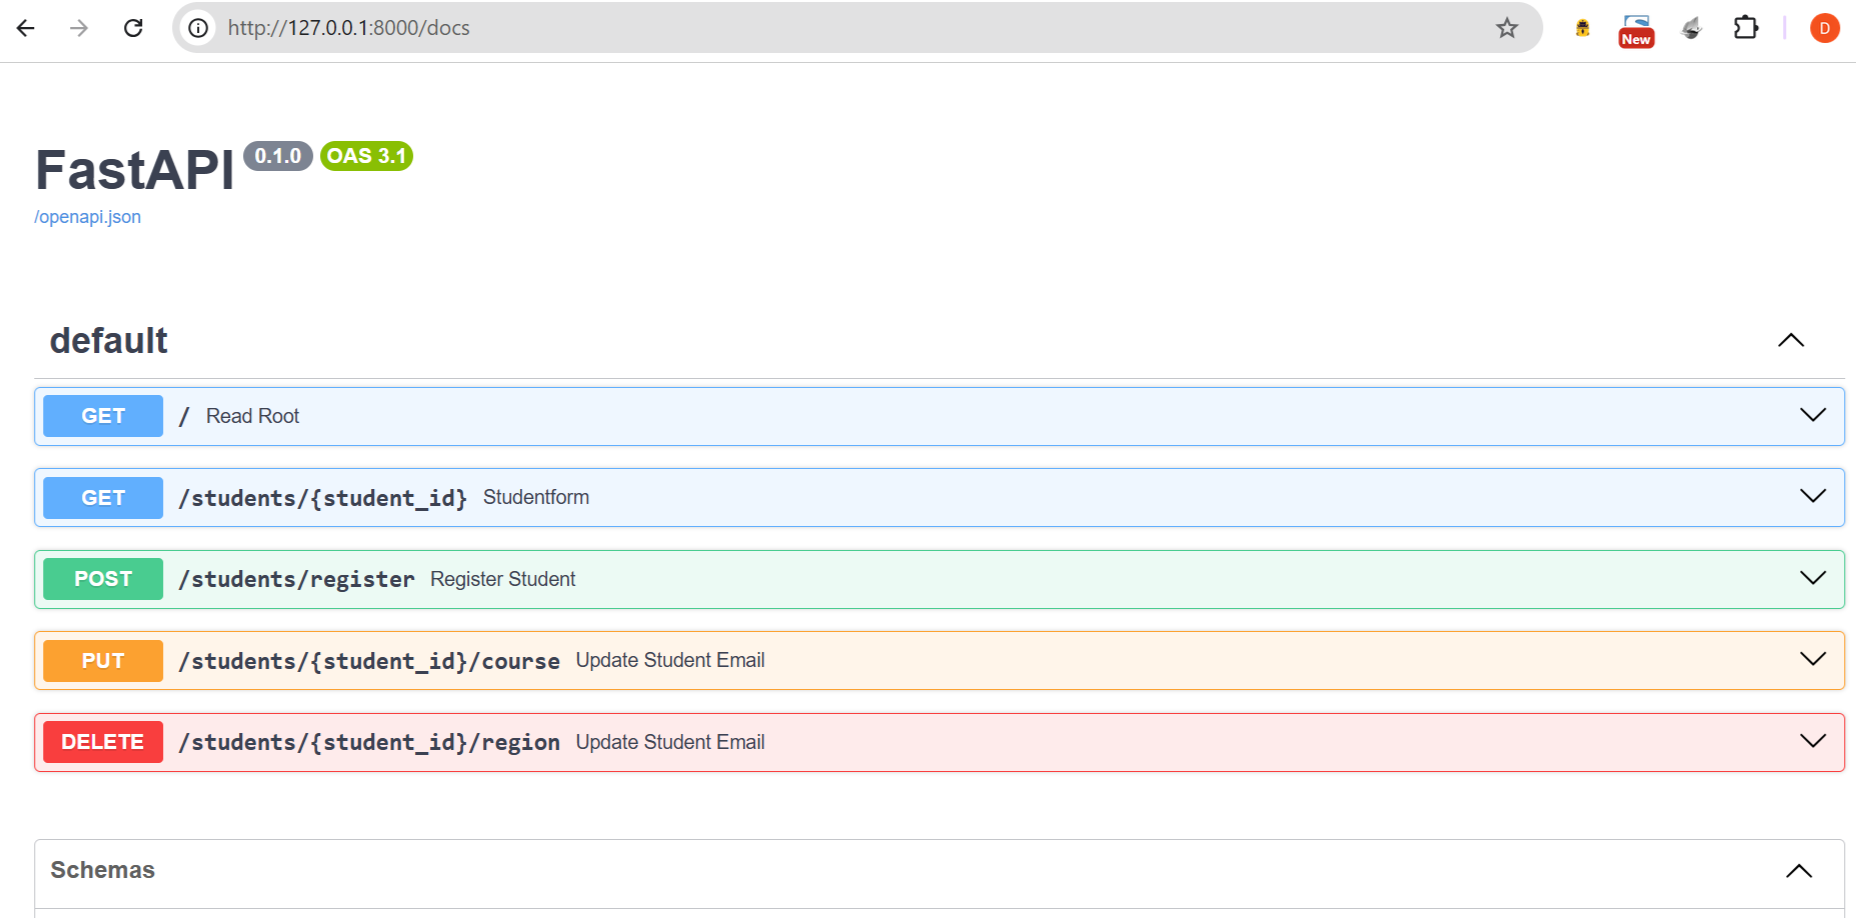 http://127.0.0.1:8000/docs
New
D
FastAPI 0.1.0 OAS 3.1
/openapi.json
default
GET / Read Root
GET /students/{student_id} Studentform
POST /students/register Register Student
PUT /students/{student_id}/course Update Student Email
DELETE /students/{student_id}/region Update Student Email
Schemas